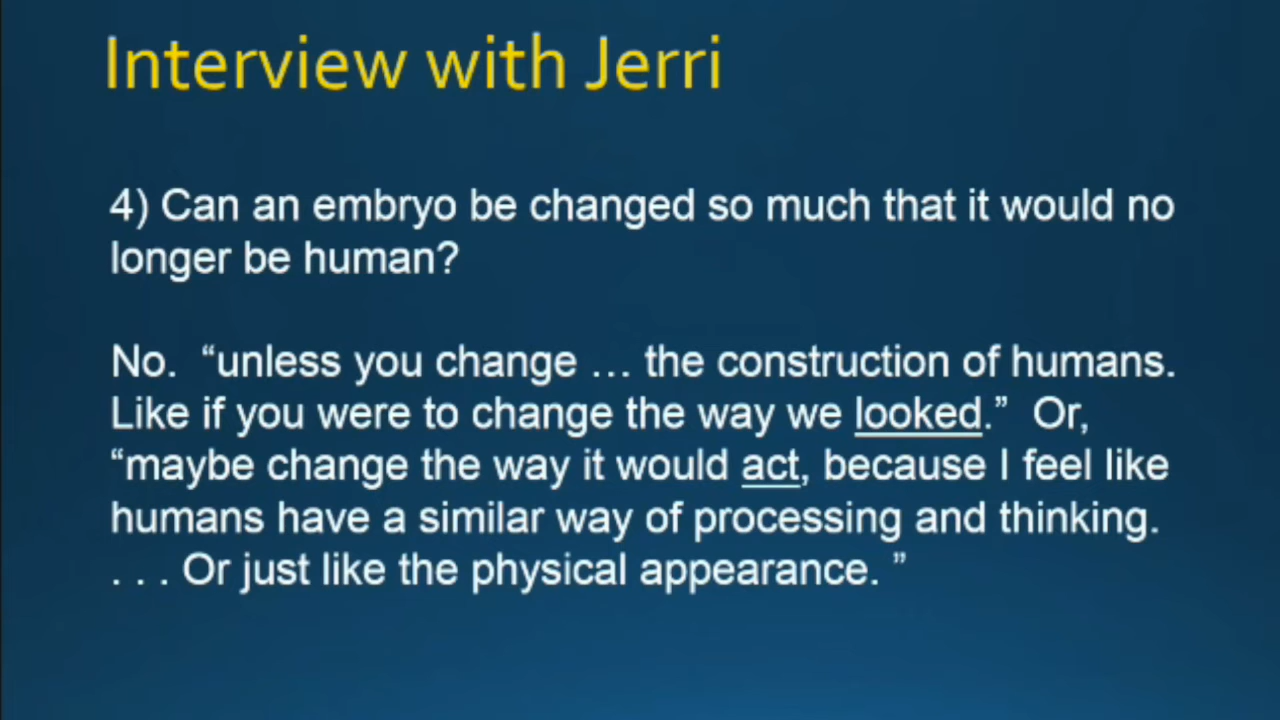 Interview with Jerri
4) Can an embryo be changed so much that it would no
longer be human?
No.  “unless you change … the construction of humans.
Like if you were to change the way we looked.”  Or,
“maybe change the way it would act, because I feel like
humans have a similar way of processing and thinking.
. . . Or just like the physical appearance. ”